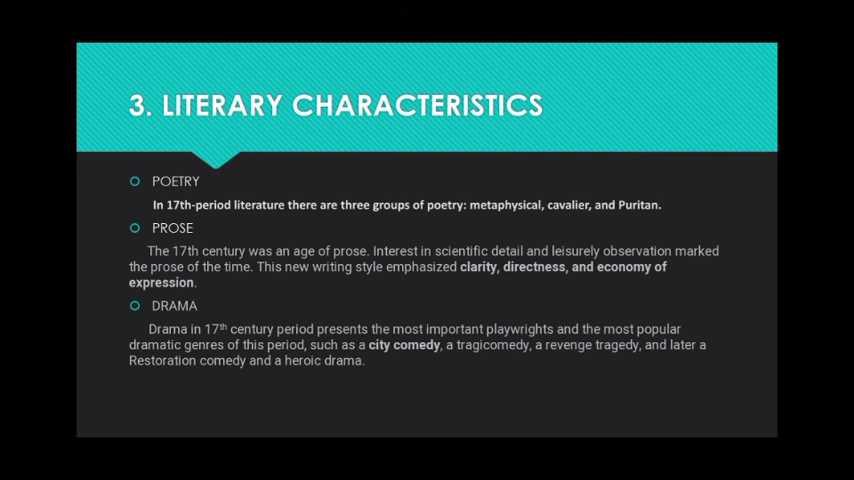 3. LITERARY CHARACTERISTICS
POETRY
In 17th-period literature there are three groups of poetry: metaphysical, cavalier, and Puritan.
PROSE
The 17th century was an age of prose. Interest in scientific detail and leisurely observation marked
the prose of the time. This new writing style emphasized clarity, directness, and economy of
expression.
DRAMA
Drama in 17th century period presents the most important playwrights and the most popular
dramatic genres of this period, such as a city comedy, a tragicomedy, a revenge tragedy, and later a
Restoration comedy and a heroic drama.